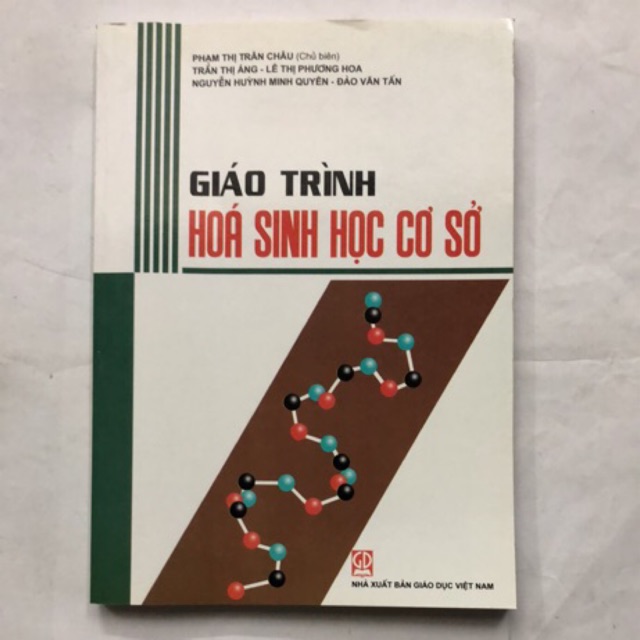 PHẠM THỊ TRÂN CHÂU (Chủ biên)
TRẦN THỊ ÁNG - LÊ THỊ PHƯƠNG HOA
NGUYỄN HUỲNH MINH QUYÊN - ĐÀO VĂN TẤN
GIÁO TRÌNH
HOÁ SINH HỌC CƠ SỞ
GD
NHÀ XUẤT BẢN GIÁO DỤC VIỆT NAM